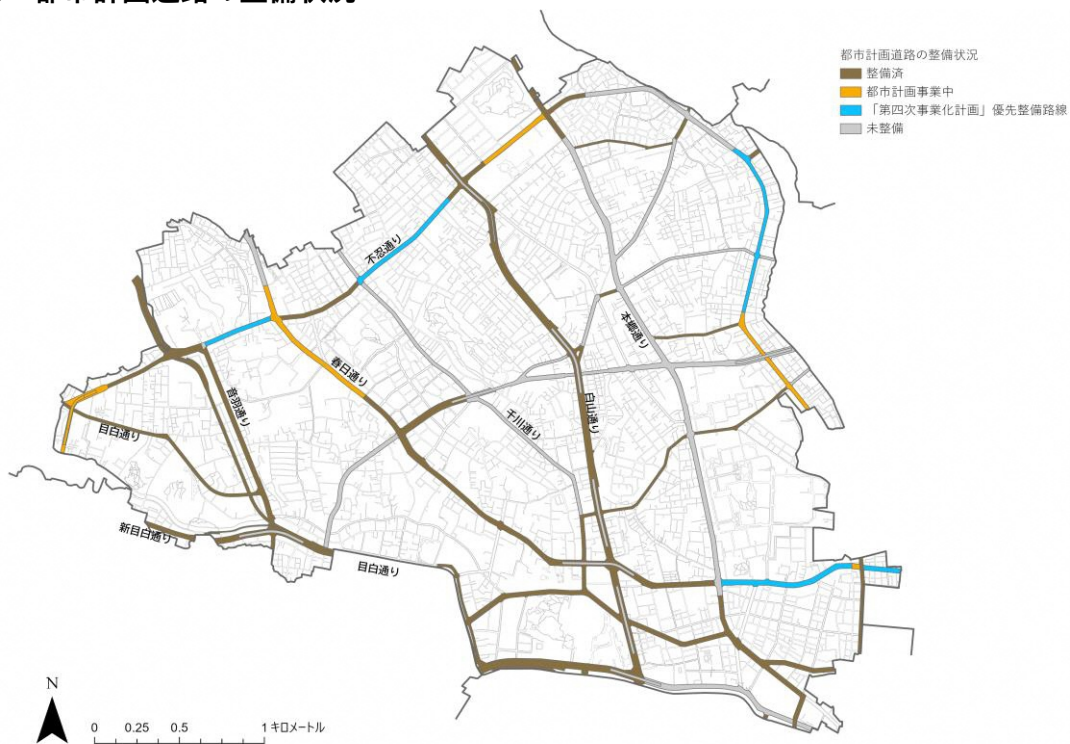 都市計画道路の整備状況
整備済
都市計画事業中
「第四次事業化計画」優先整備路線
未整備
不忍通り
本郷通り
春日通り
音羽通り
白山通り
千川通り
目白通り
新目白通り
目白通り
N
0 0.25 0.5 1 キロメートル